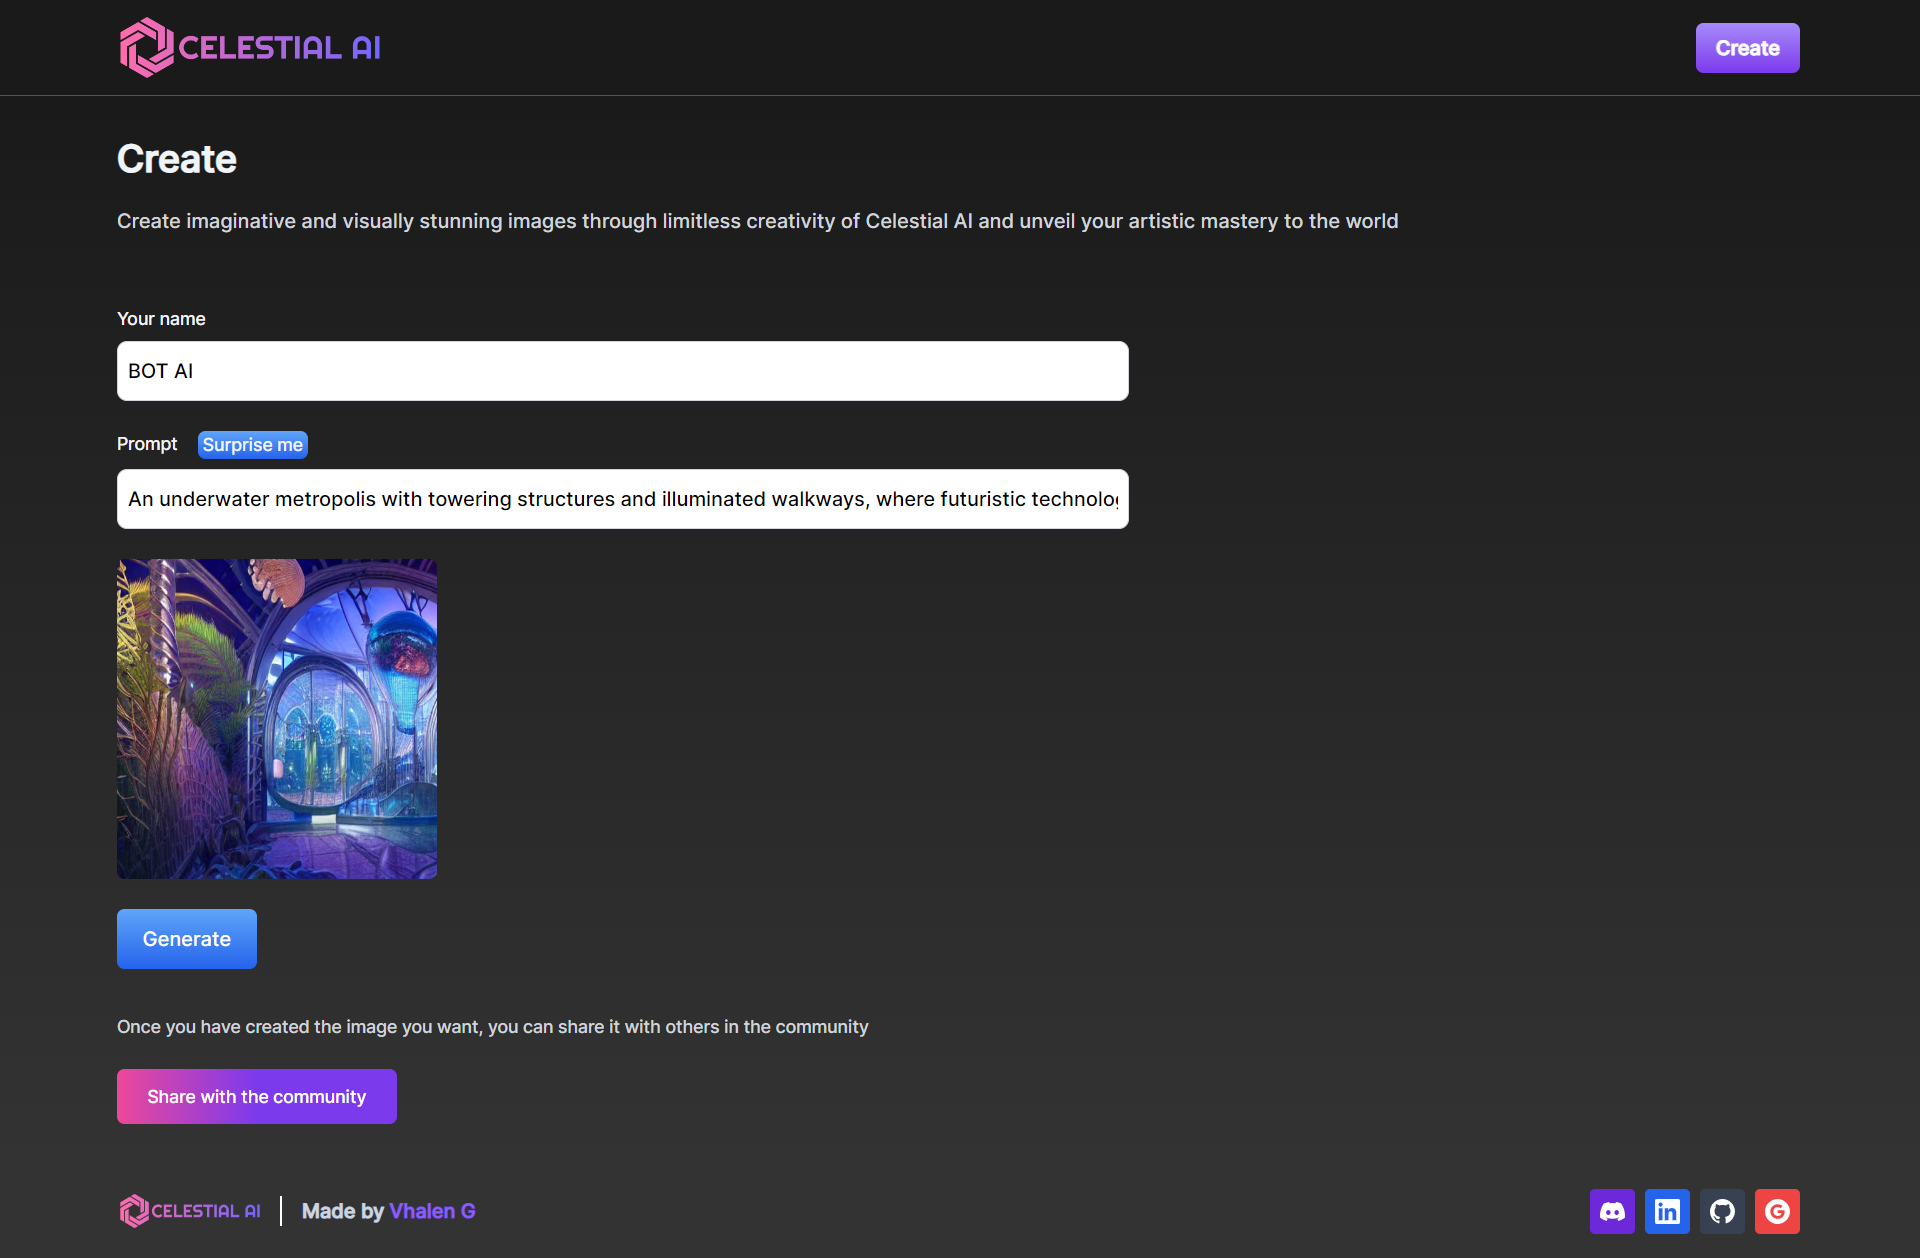 CELESTIAL AI
Create
Create
Create imaginative and visually stunning images through limitless creativity of Celestial AI and unveil your artistic mastery to the world
Your name
BOT AI
Prompt Surprise me
An underwater metropolis with towering structures and illuminated walkways, where futuristic
Generate
Once you have created the image you want, you can share it with others in the community
Share with the community
CELESTIAL AI Made by Vhalen G
in
G